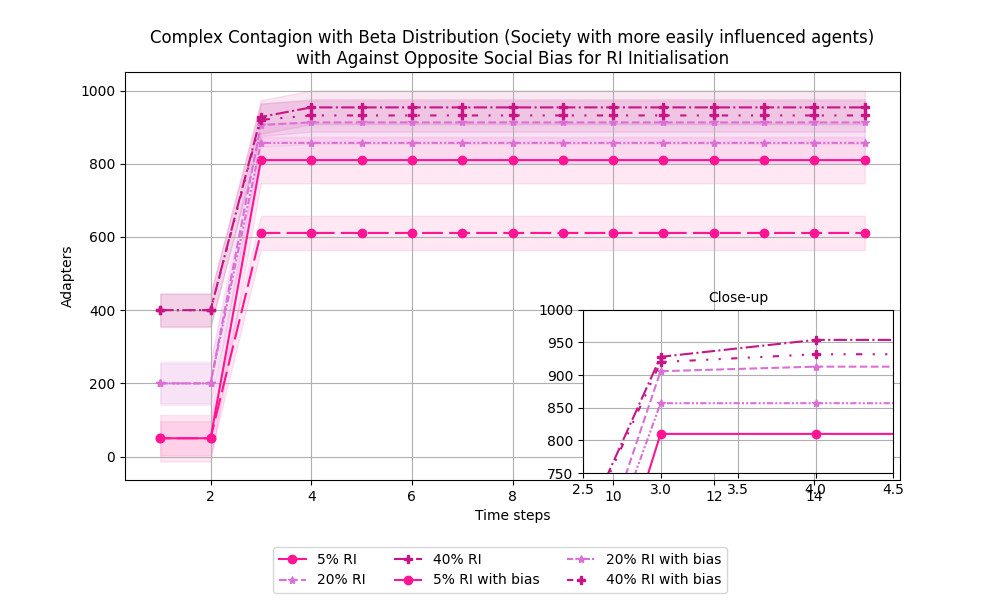 Complex Contagion with Beta Distribution (Society with more easily influenced agents)
with Against Opposite Social Bias for RI Initialisation
1000
800
600
400
200
0
Adapters
2
4
6
8
10
12
14
Time steps
Close-up
1000
950
900
850
800
750
2.5
3.0
3.5
4.0
4.5
5% RI
20% RI
40% RI
5% RI with bias
20% RI with bias
40% RI with bias